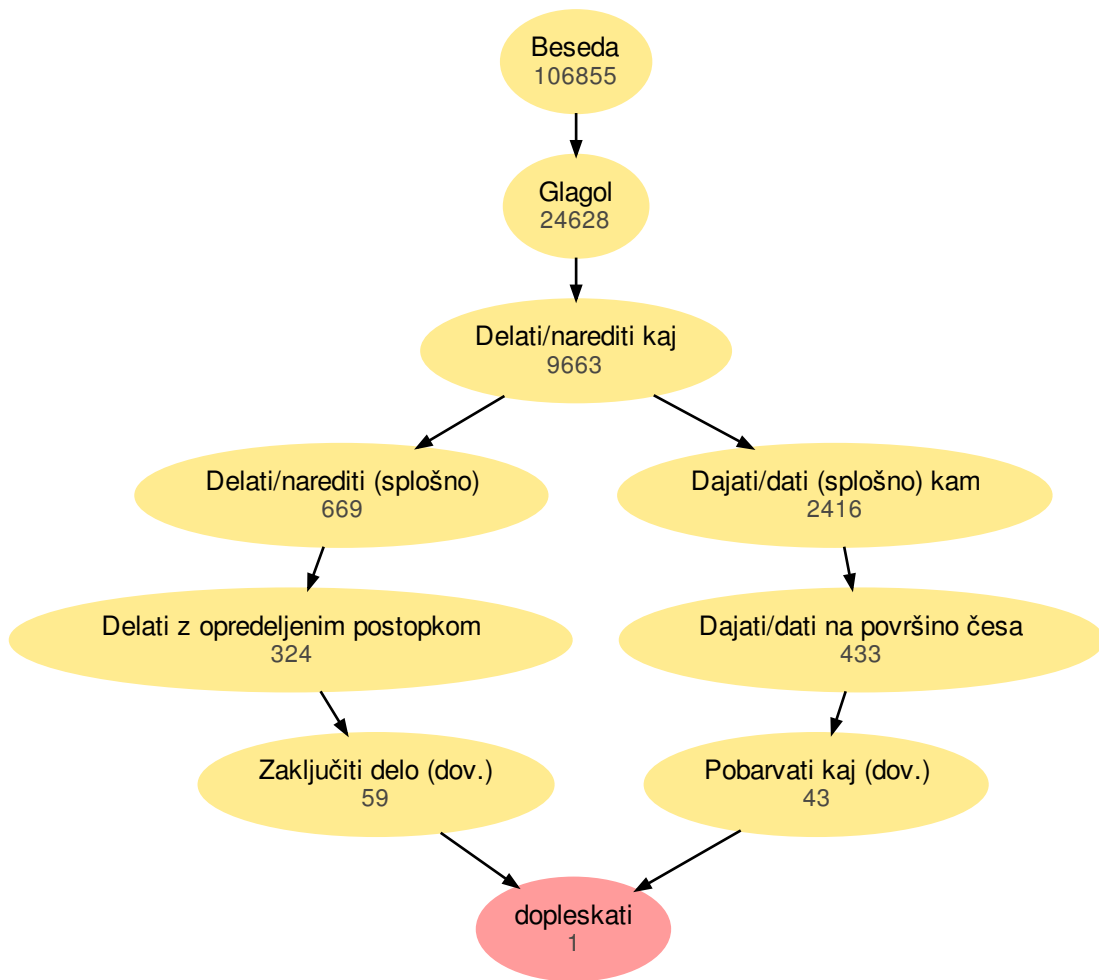 Beseda
106855
Glagol
24628
Delati/narediti kaj
9663
Delati/narediti (splošno)
669
Dajati/dati (splošno) kam
2416
Delati z opredeljenim postopkom
324
Dajati/dati na površino česa
433
Zaključiti delo (dov.)
59
Pobarvati kaj (dov.)
43
dopleskati
1